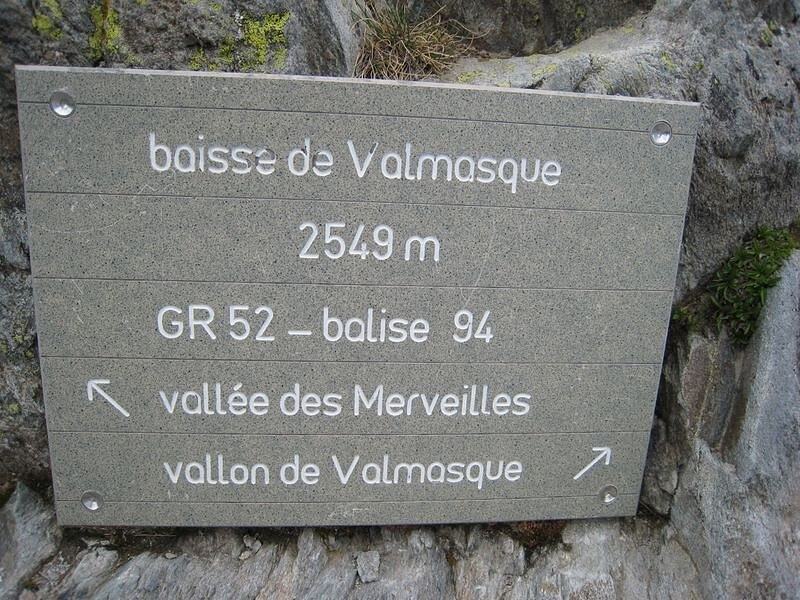 baisse de Valmasque
2549 m
GR 52 – balise 94
↖ vallée des Merveilles
vallon de Valmasque ↗